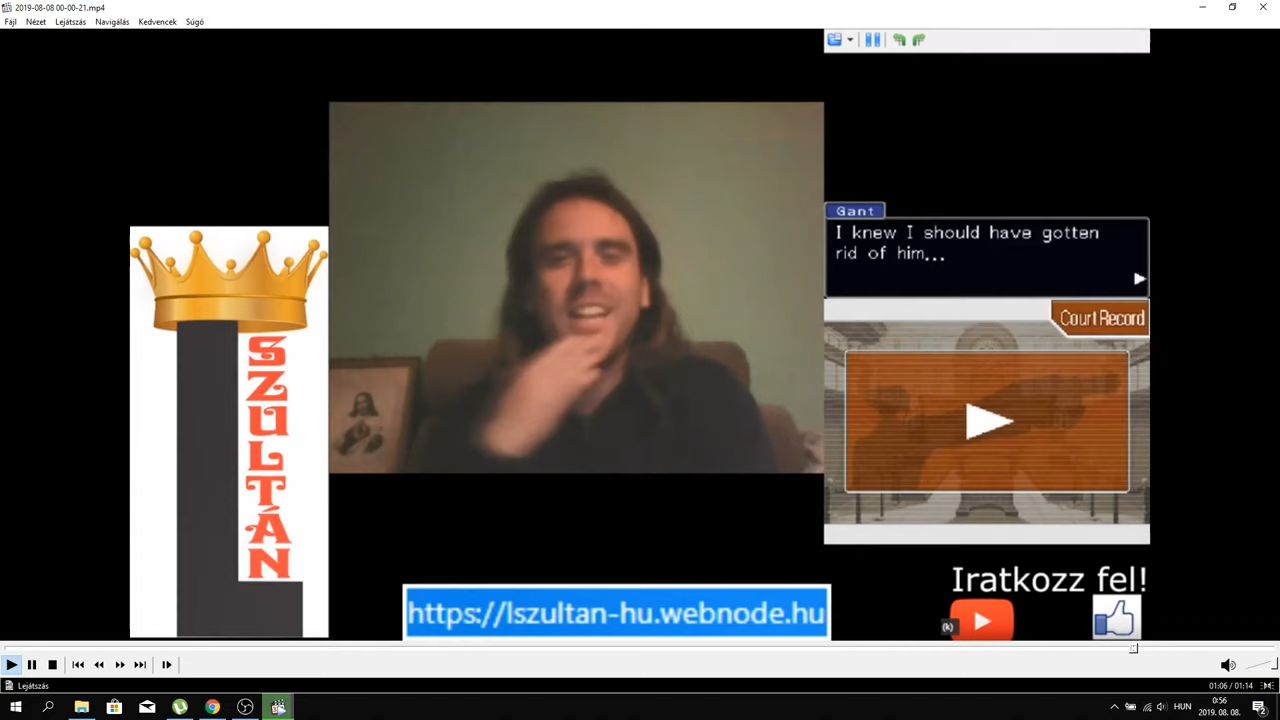 2019-08-08 00-00-21.mp4
Fájl Nézet Lejátszás Navigálás Kedvencek Súgó
Gant
I knew I should have gotten
rid of him...
Court Record
SZULTÁN
L
https://lszultan-hu.webnode.hu
Iratkozz fel!
(k)
Lejátszás
01:06 / 01:14
HUN
0:56
2019. 08. 08.
2